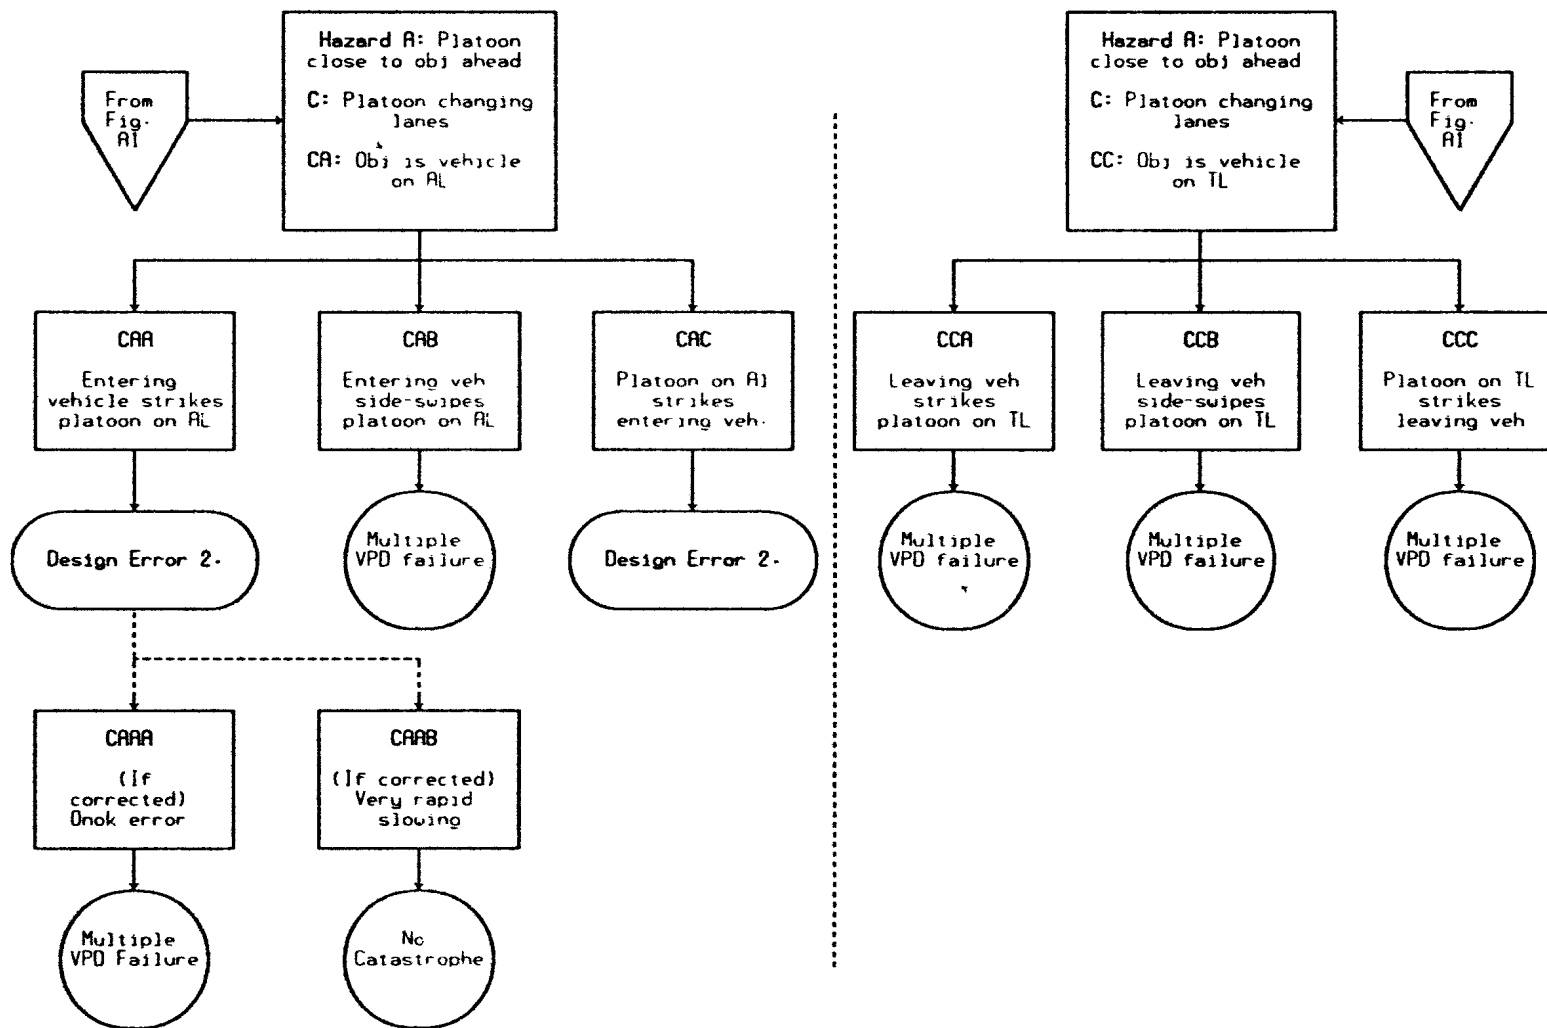 From
Fig.
A1
Hazard A: Platoon
close to obj ahead
C: Platoon changing
lanes
CA: Obj is vehicle
on AL
CAA
Entering
vehicle strikes
platoon on AL
CAB
Entering veh
side-swipes
platoon on AL
CAC
Platoon on Al
strikes
entering veh.
Design Error 2.
Multiple
VPD failure
Design Error 2.
CAAA
(If
corrected)
Onok error
CAAB
(If corrected)
Very rapid
slowing
Multiple
VPD Failure
No
Catastrophe
Hazard A: Platoon
close to obj ahead
C: Platoon changing
lanes
CC: Obj is vehicle
on TL
From
Fig.
A1
CCA
Leaving veh
strikes
platoon on TL
CCB
Leaving veh
side-swipes
platoon on TL
CCC
Platoon on TL
strikes
leaving veh
Multiple
VPD failure
Multiple
VPD failure
Multiple
VPD failure